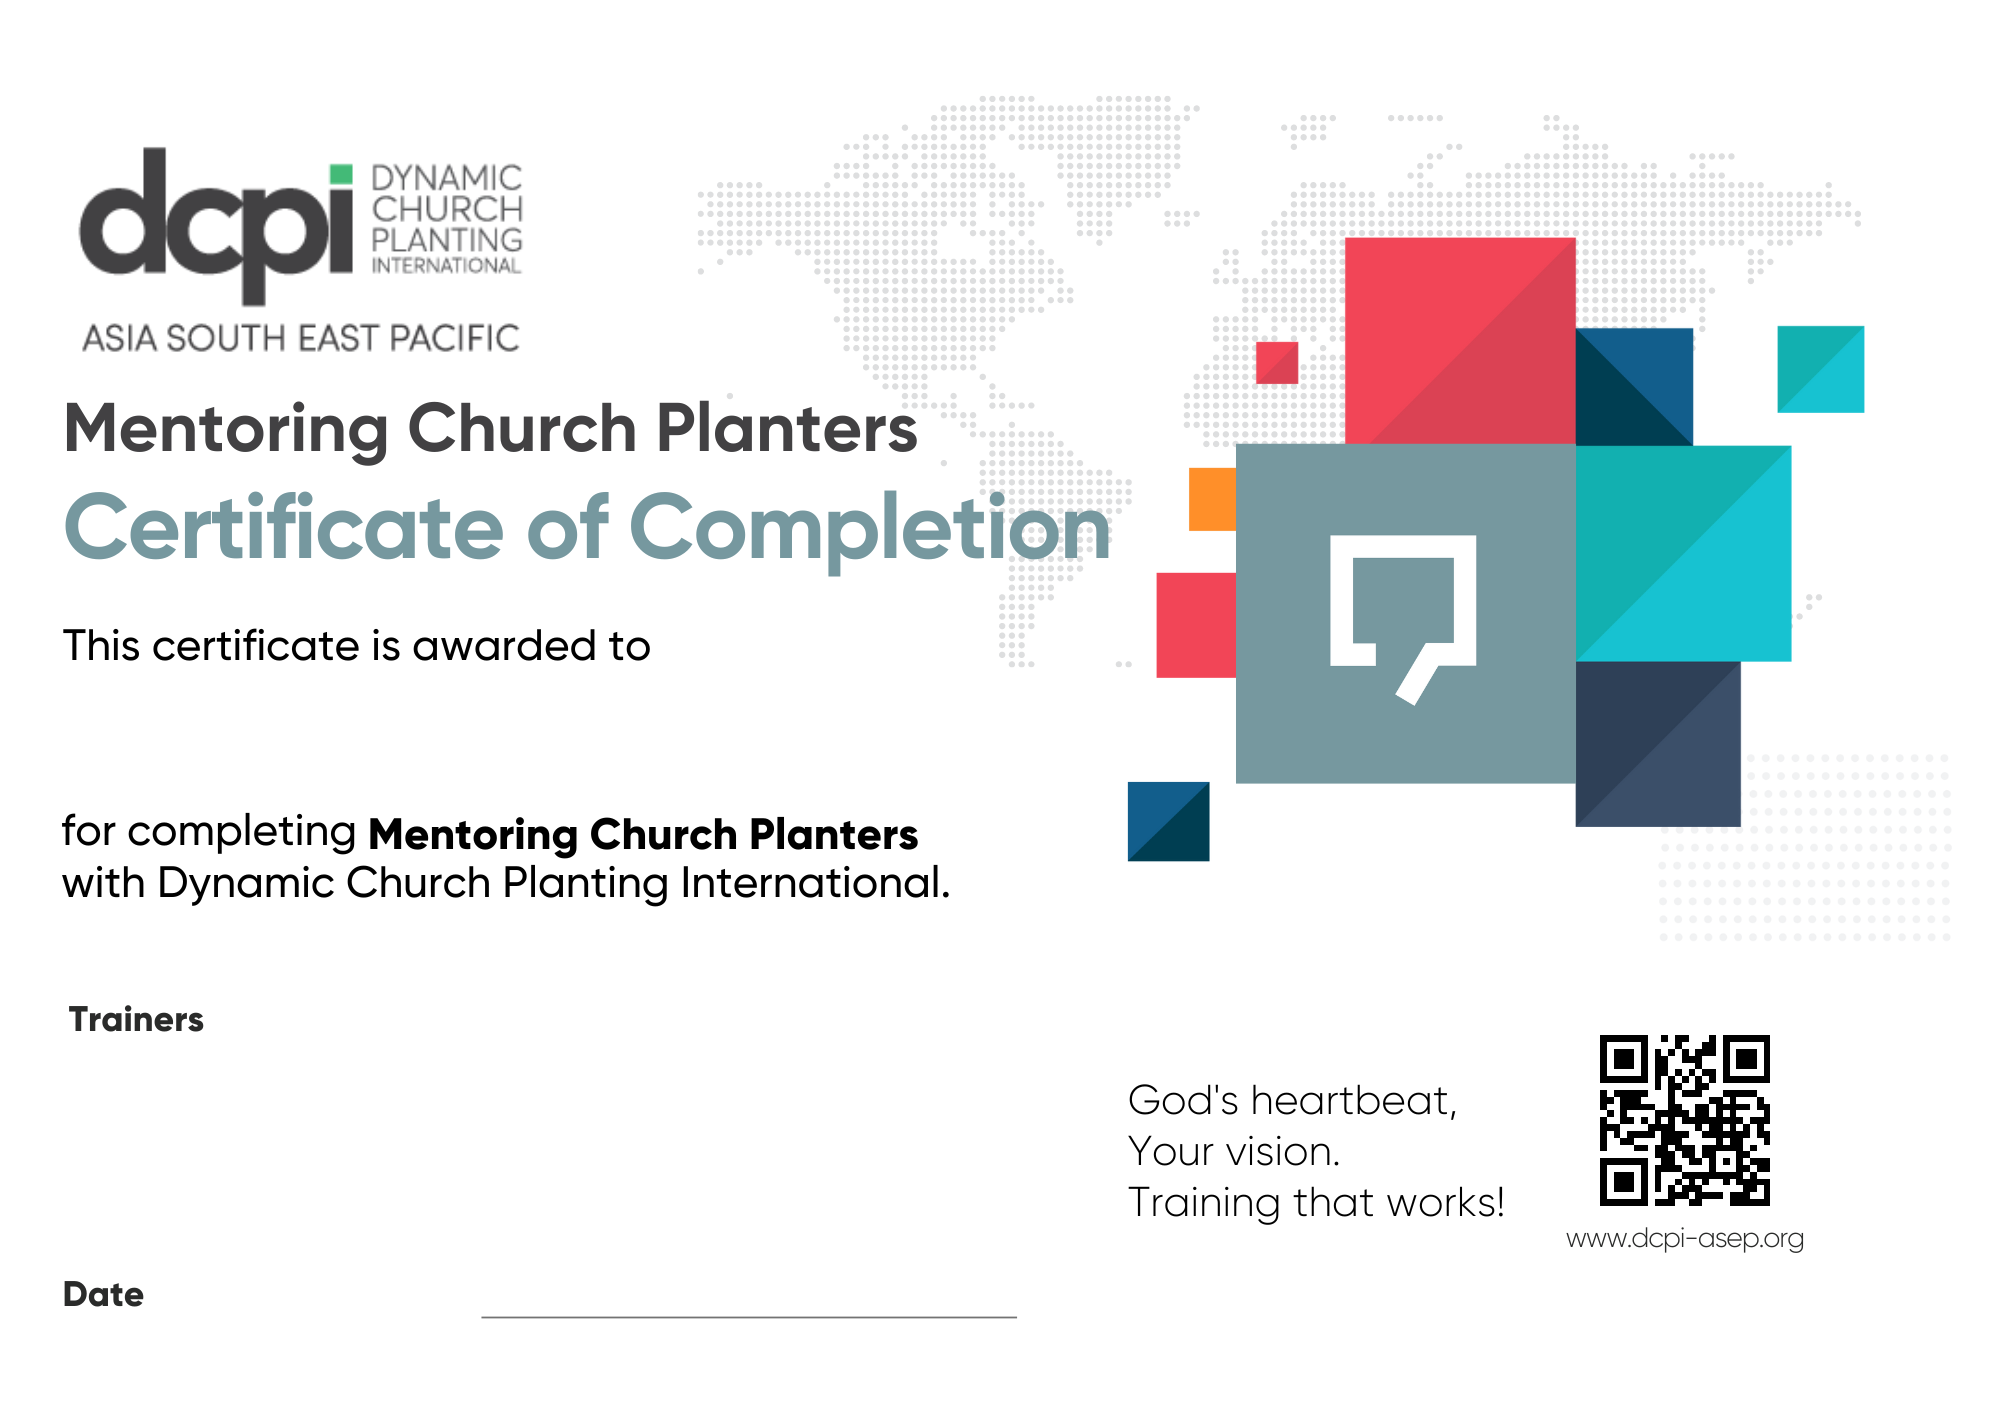 dcpi
DYNAMIC
CHURCH
PLANTING
INTERNATIONAL
ASIA SOUTH EAST PACIFIC
Mentoring Church Planters
Certificate of Completion
This certificate is awarded to
for completing Mentoring Church Planters
with Dynamic Church Planting International.
Trainers
God's heartbeat,
Your vision.
Training that works!
www.dcpi-asep.org
Date